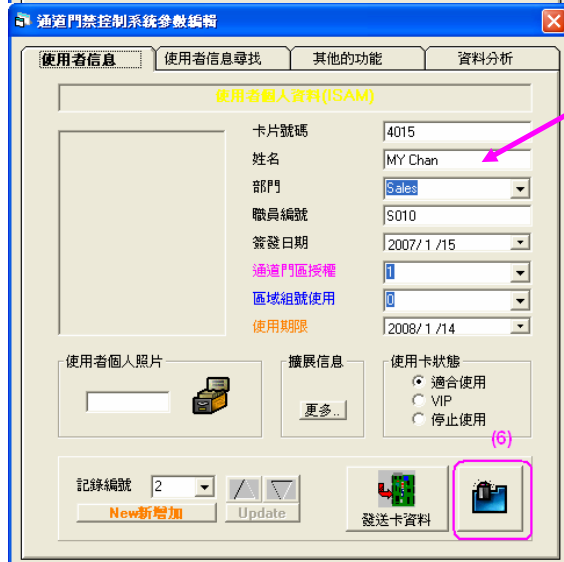 通道門禁控制系統參數編輯
使用者信息 使用者信息尋找 其他的功能 資料分析
使用者個人資料(ISAM)
卡片號碼 4015
姓名 MY Chan
部門 Sales
職員編號 S010
簽發日期 2007/ 1 /15
通道門區授權 1
區域組號使用 0
使用期限 2008/ 1 /14
使用者個人照片 擴展信息 使用卡狀態
適合使用
VIP
更多.. 停止使用
(6)
記錄編號 2
New新增加 Update 發送卡資料